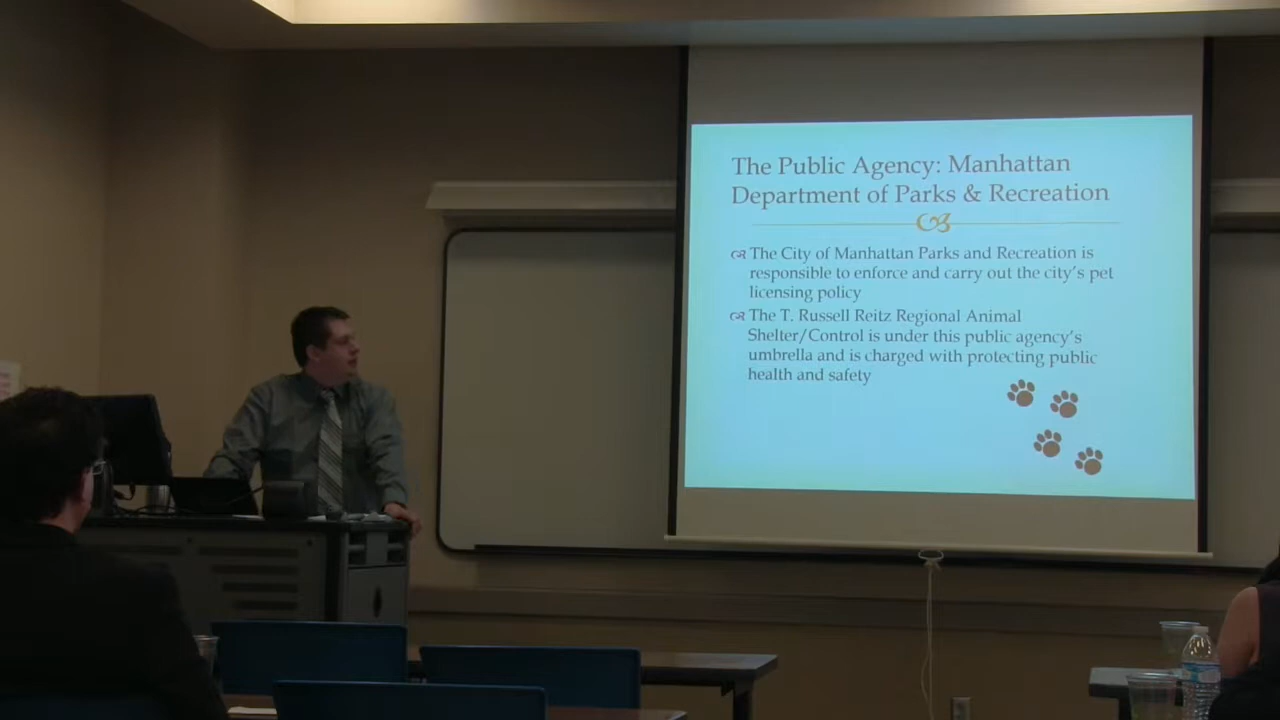 The Public Agency: Manhattan
Department of Parks & Recreation
The City of Manhattan Parks and Recreation is
responsible to enforce and carry out the city's pet
licensing policy
The T. Russell Reitz Regional Animal
Shelter/Control is under this public agency's
umbrella and is charged with protecting public
health and safety